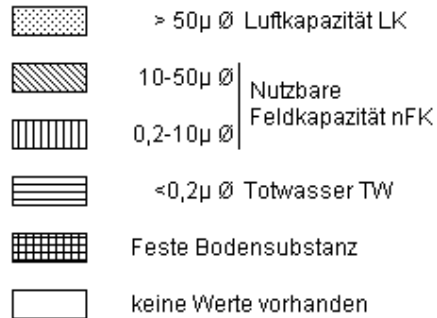 > 50µ Ø Luftkapazität LK
10-50µ Ø
Nutzbare
Feldkapazität nFK
0,2-10µ Ø
<0,2µ Ø Totwasser TW
Feste Bodensubstanz
keine Werte vorhanden